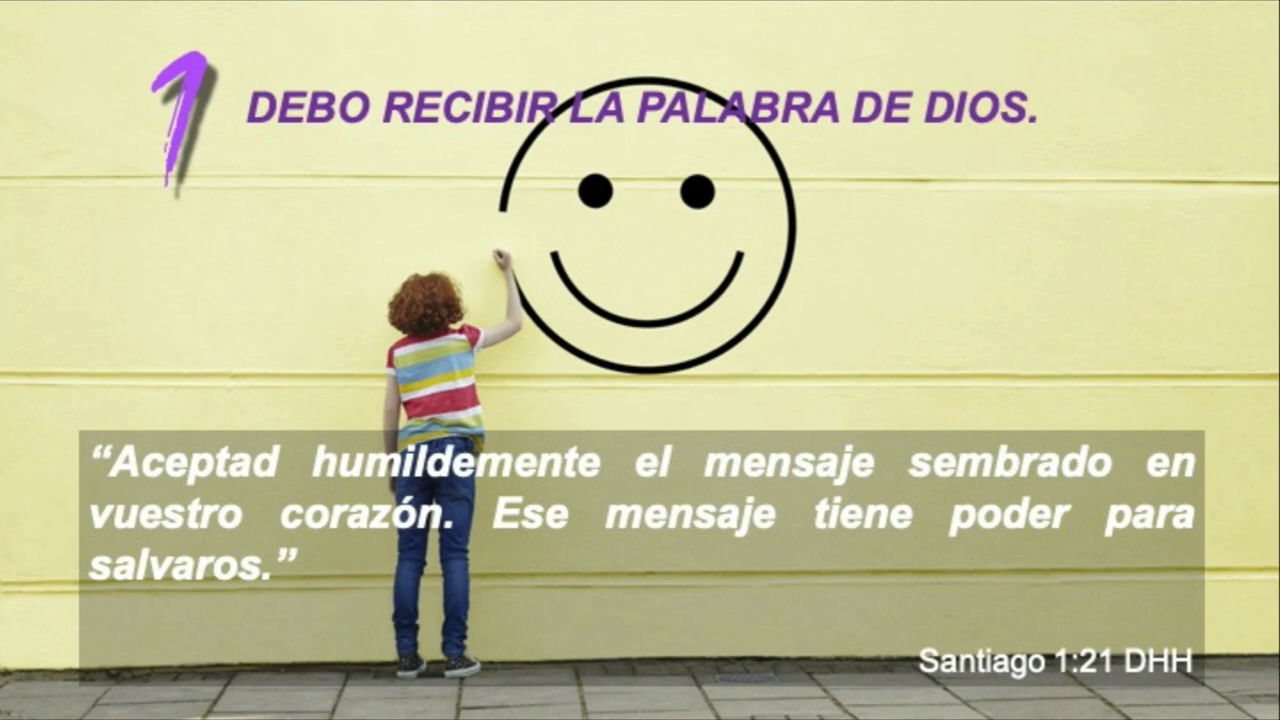 1 DEBO RECIBIR LA PALABRA DE DIOS.
“Aceptad humildemente el mensaje sembrado en
vuestro corazón. Ese mensaje tiene poder para
salvaros.”
Santiago 1:21 DHH